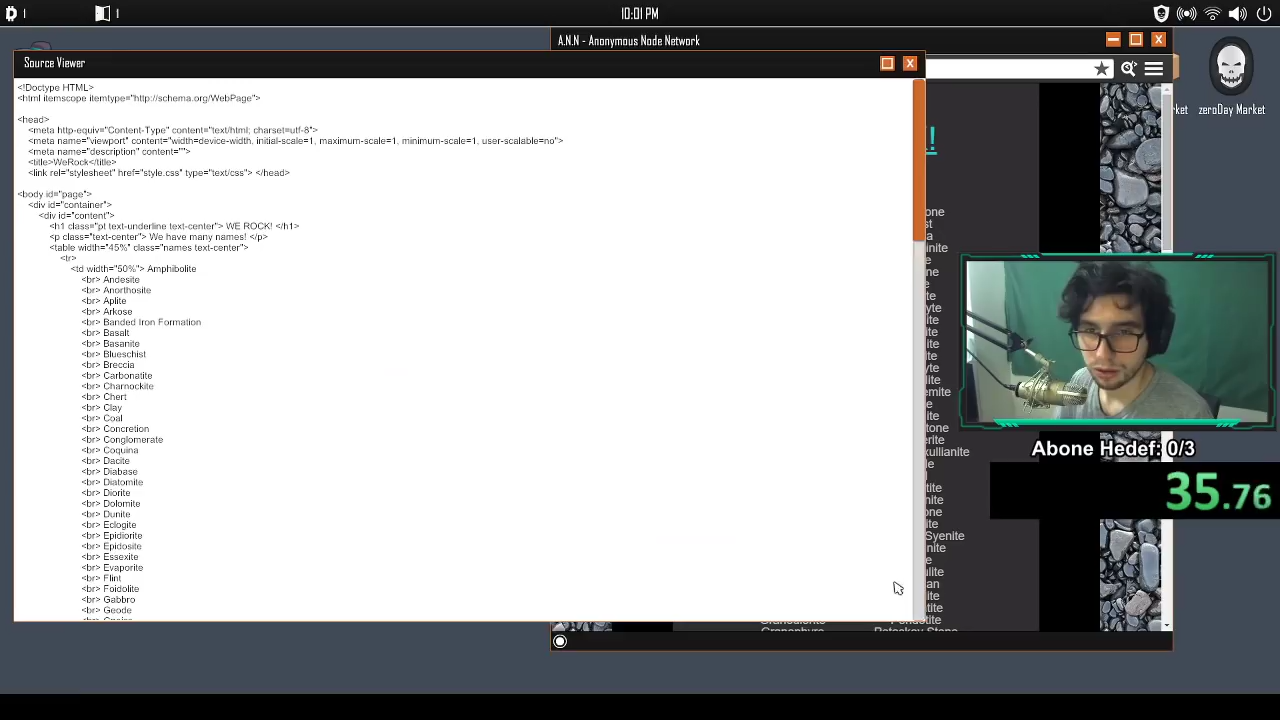 1
1
10:01 PM
A.N.N - Anonymous Node Network
Source Viewer
zeroDay Market
<!Doctype HTML>
<html itemscope itemtype="http://schema.org/WebPage">
<head>
<meta http-equiv="Content-Type" content="text/html; charset=utf-8">
<meta name="viewport" content="width=device-width, initial-scale=1, maximum-scale=1, minimum-scale=1, user-scalable=no">
<meta name="description" content="">
<title>WeRock</title>
<link rel="stylesheet" href="style.css" type="text/css"> </head>
<body id="page">
<div id="container">
<div id="content">
<h1 class="pt text-underline text-center"> WE ROCK! </h1>
<p class="text-center"> We have many names! </p>
<table width="45%" class="names text-center">
<tr>
<td width="50%"> Amphibolite
<br> Andesite
<br> Anorthosite
<br> Aplite
<br> Arkose
<br> Banded Iron Formation
<br> Basalt
<br> Basanite
<br> Blueschist
<br> Breccia
<br> Carbonatite
<br> Charnockite
<br> Chert
<br> Clay
<br> Coal
<br> Concretion
<br> Conglomerate
<br> Coquina
<br> Dacite
<br> Diabase
<br> Diatomite
<br> Diorite
<br> Dolomite
<br> Dunite
<br> Eclogite
<br> Epidiorite
<br> Epidosite
<br> Essexite
<br> Evaporite
<br> Flint
<br> Foidolite
<br> Gabbro
<br> Geode
Syenite
Abone Hedef: 0/3
35.76